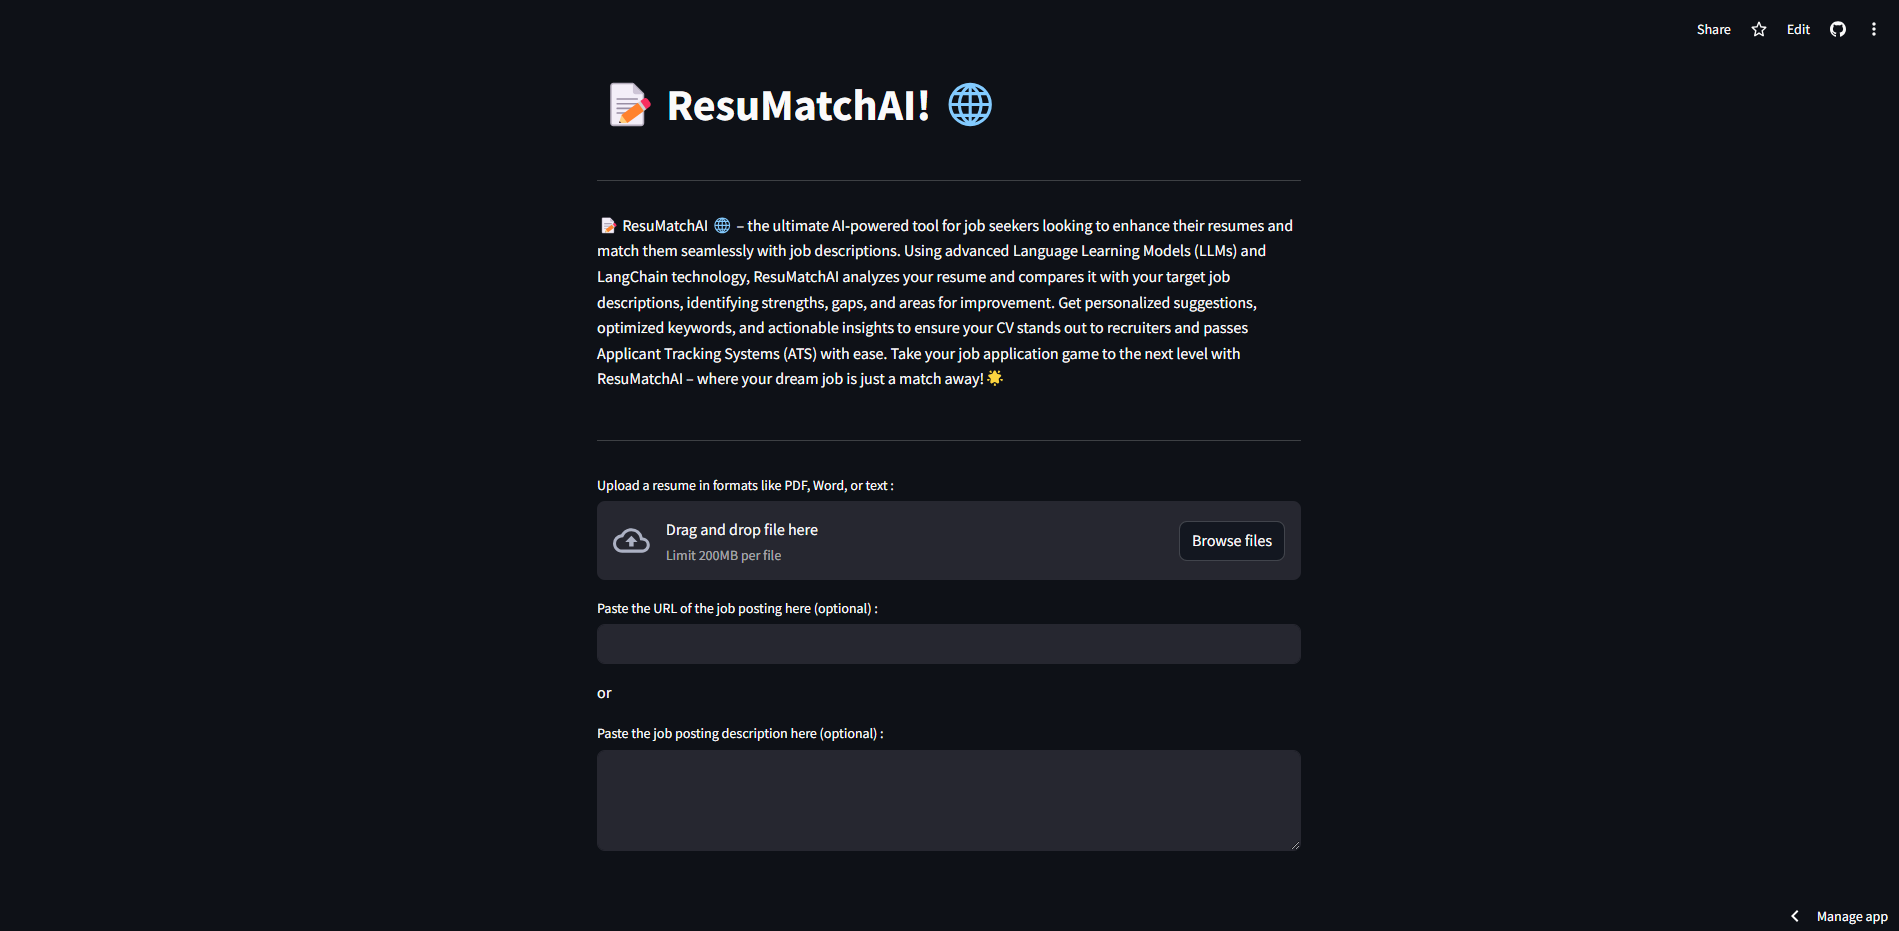 Share Edit
ResuMatchAI!
ResuMatchAI – the ultimate AI-powered tool for job seekers looking to enhance their resumes and
match them seamlessly with job descriptions. Using advanced Language Learning Models (LLMs) and
LangChain technology, ResuMatchAI analyzes your resume and compares it with your target job
descriptions, identifying strengths, gaps, and areas for improvement. Get personalized suggestions,
optimized keywords, and actionable insights to ensure your CV stands out to recruiters and passes
Applicant Tracking Systems (ATS) with ease. Take your job application game to the next level with
ResuMatchAI – where your dream job is just a match away!
Upload a resume in formats like PDF, Word, or text :
Drag and drop file here
Limit 200MB per file
Browse files
Paste the URL of the job posting here (optional) :
or
Paste the job posting description here (optional) :
Manage app